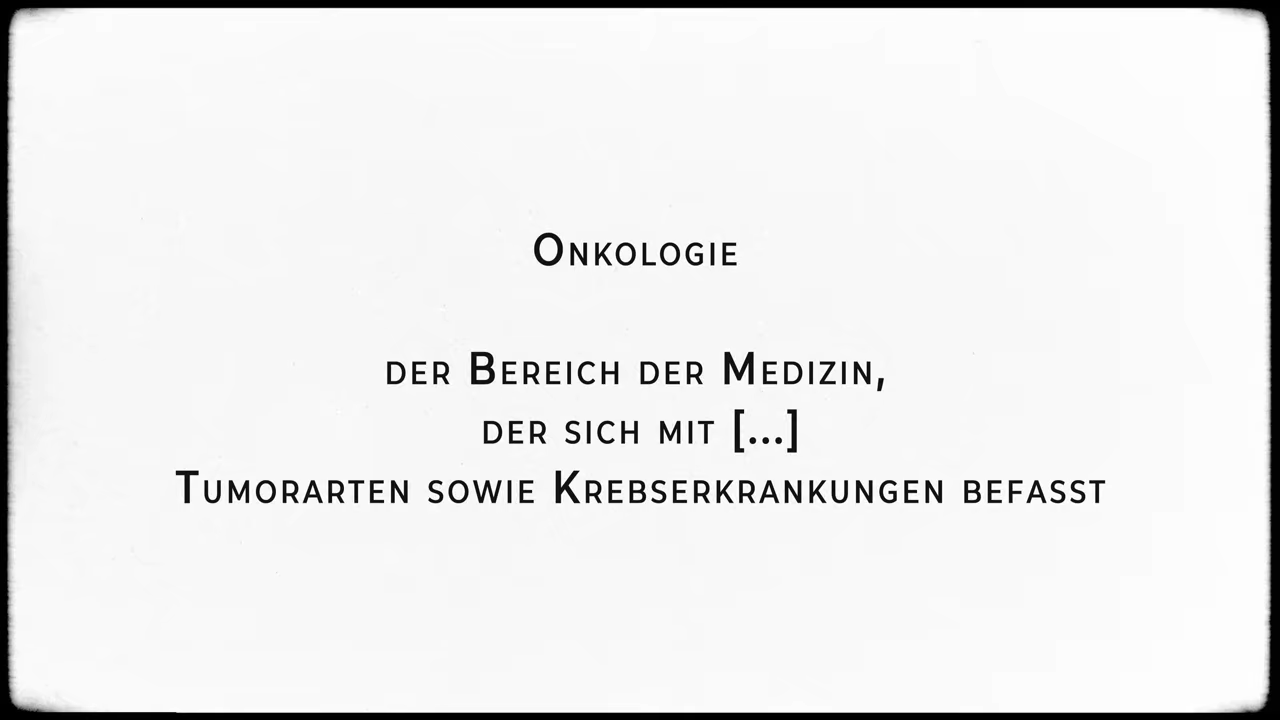 Onkologie
der Bereich der Medizin,
der sich mit [...]
Tumorarten sowie Krebserkrankungen befasst